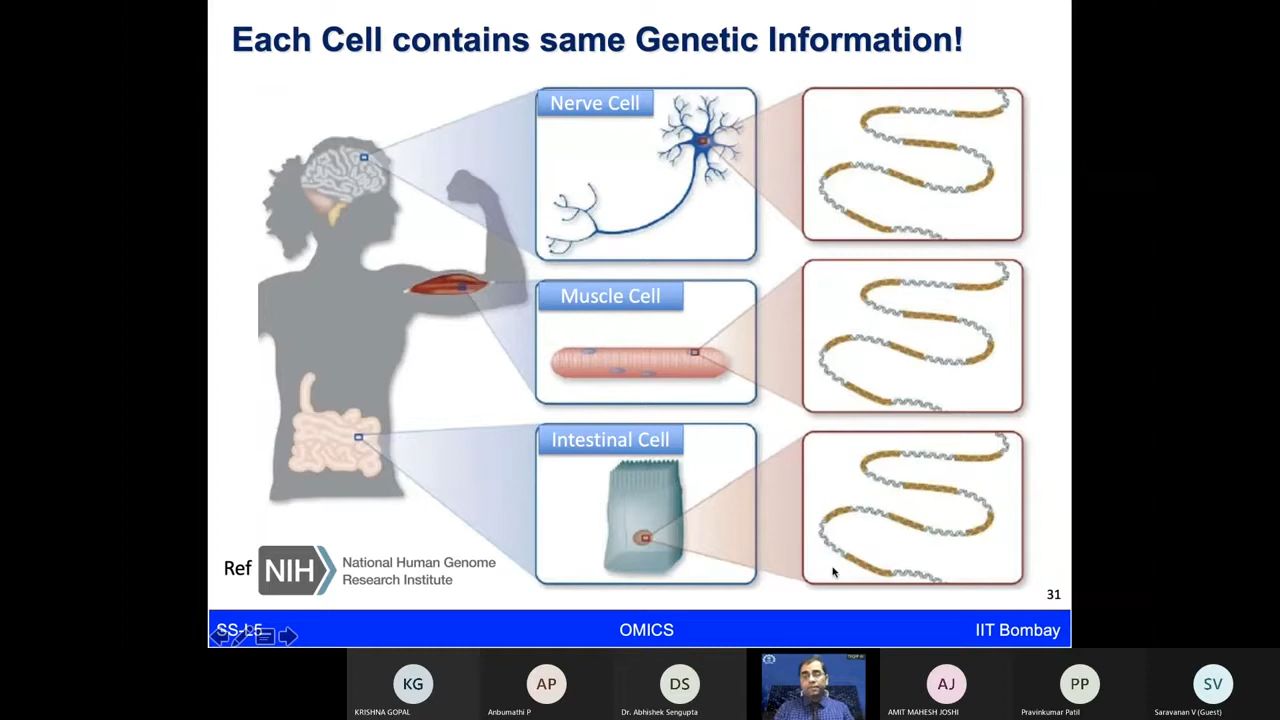 Each Cell contains same Genetic Information!
Nerve Cell
Muscle Cell
Intestinal Cell
Ref
NIH
National Human Genome
Research Institute
31
SS-L5
OMICS
IIT Bombay
KG
AP
DS
AJ
PP
SV
KRISHNA GOPAL
Anbumathi P
Dr. Abhishek Sengupta
AMIT MAHESH JOSHI
Pravinkumar Patil
Saravanan V (Guest)